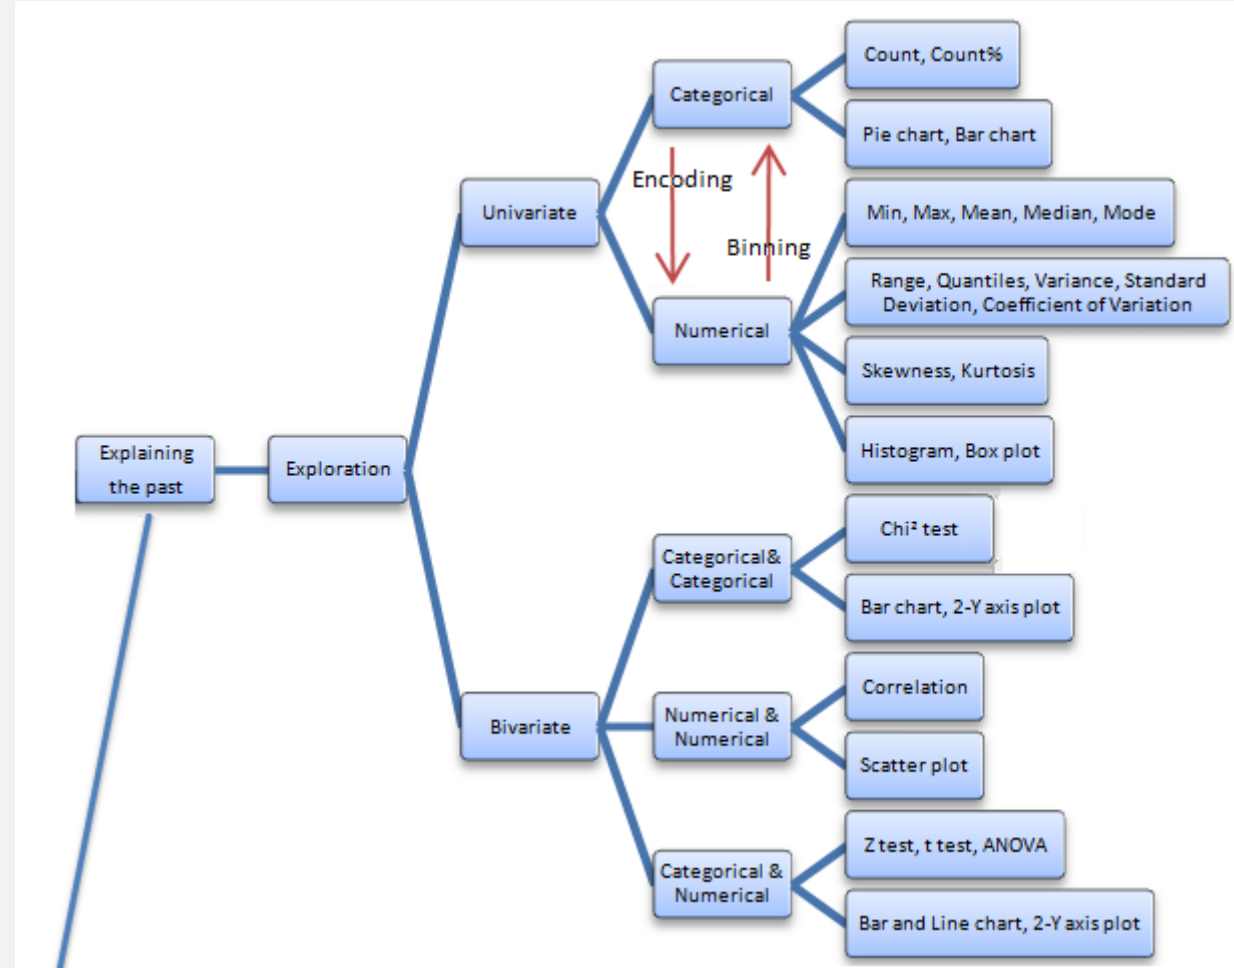 Explaining
the past
Exploration
Univariate
Categorical
Count, Count%
Pie chart, Bar chart
Encoding
Binning
Numerical
Min, Max, Mean, Median, Mode
Range, Quantiles, Variance, Standard
Deviation, Coefficient of Variation
Skewness, Kurtosis
Histogram, Box plot
Bivariate
Categorical&
Categorical
Chi² test
Bar chart, 2-Y axis plot
Numerical &
Numerical
Correlation
Scatter plot
Categorical &
Numerical
Z test, t test, ANOVA
Bar and Line chart, 2-Y axis plot